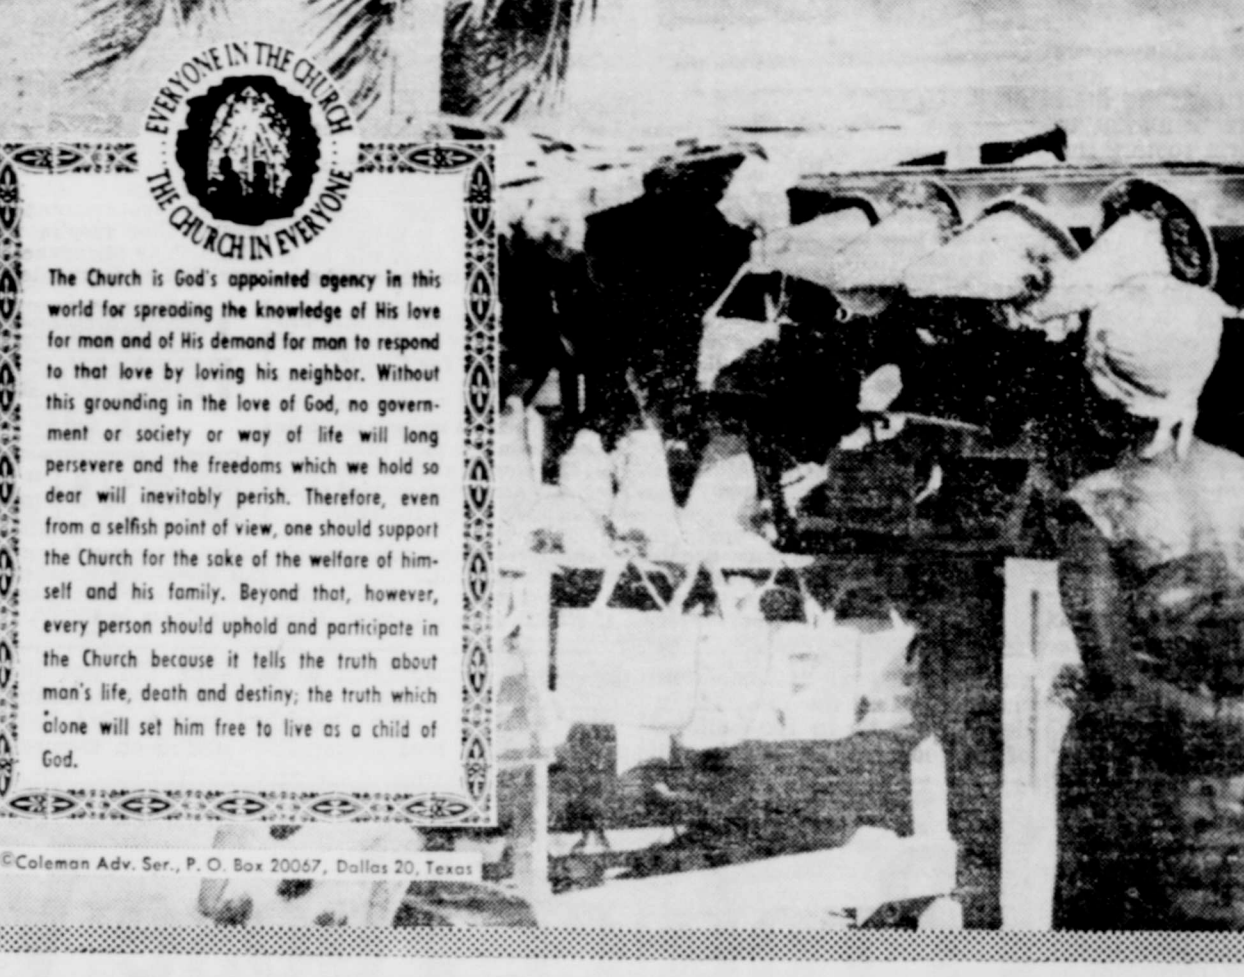 EVERYONE IN THE CHURCH
THE CHURCH IN EVERYONE
The Church is God's appointed agency in this
world for spreading the knowledge of His love
for man and of His demand for man to respond
to that love by loving his neighbor. Without
this grounding in the love of God, no govern-
ment or society or way of life will long
persevere and the freedoms which we hold so
dear will inevitably perish. Therefore, even
from a selfish point of view, one should support
the Church for the sake of the welfare of him-
self and his family. Beyond that, however,
every person should uphold and participate in
the Church because it tells the truth about
man's life, death and destiny; the truth which
alone will set him free to live as a child of
God.
©Coleman Adv. Ser., P. O. Box 20067, Dallas 20, Texas